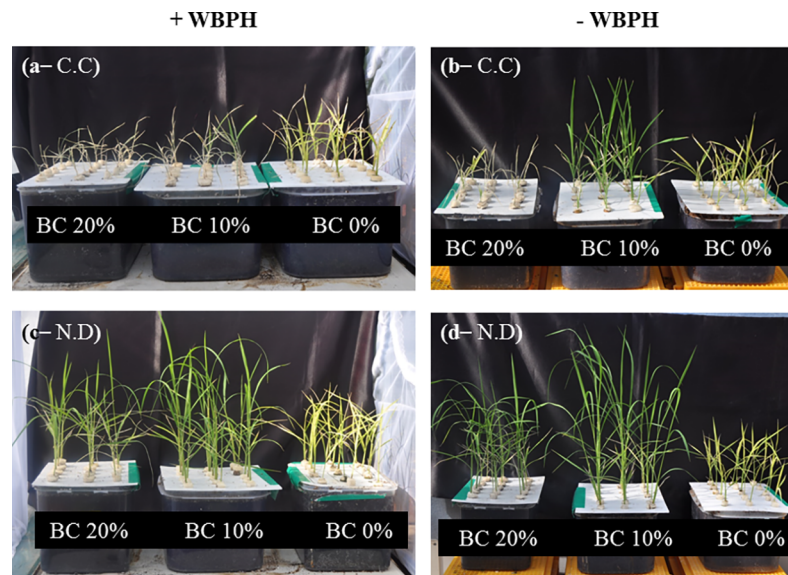 + WBPH
- WBPH
(a– C.C)
BC 20% BC 10% BC 0%
(b– C.C)
BC 20% BC 10% BC 0%
(c– N.D)
BC 20% BC 10% BC 0%
(d– N.D)
BC 20% BC 10% BC 0%